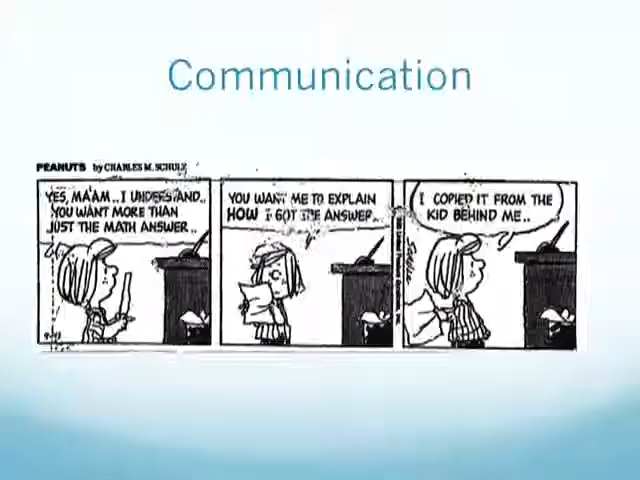 Communication
PEANUTS by CHARLES M. SCHULZ
YES, MA'AM.. I UNDERSTAND..
YOU WANT MORE THAN
JUST THE MATH ANSWER..
YOU WANT ME TO EXPLAIN
HOW I GOT THE ANSWER..
I COPIED IT FROM THE
KID BEHIND ME..